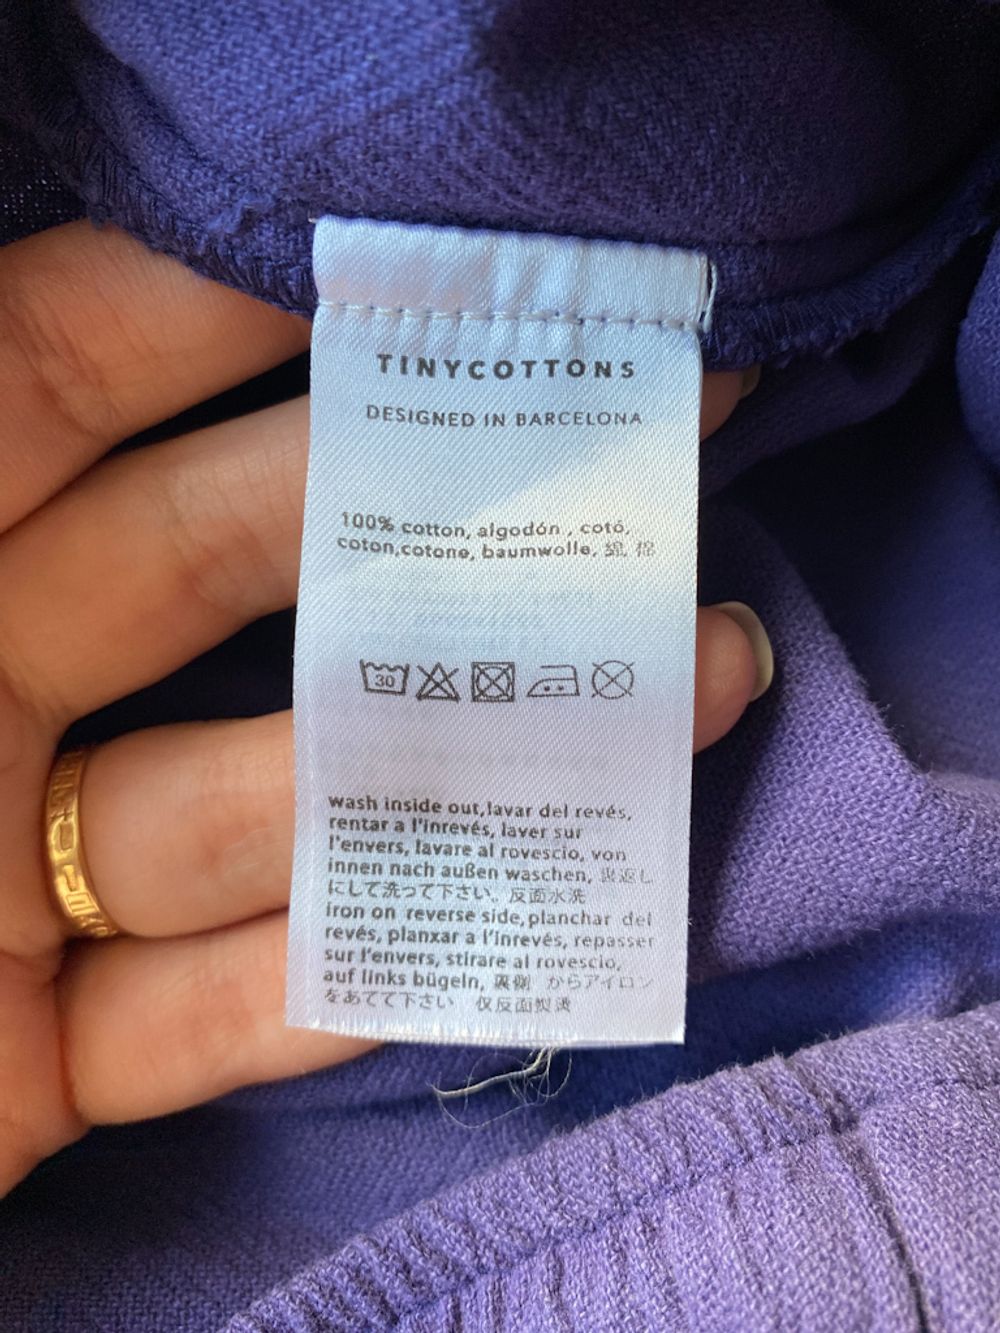 TINYCOTTONS
DESIGNED IN BARCELONA
100% cotton, algodón , cotó,
coton,cotone, baumwolle, 綿, 棉
30
wash inside out,lavar del revés,
rentar a l'inrevés, laver sur
l'envers, lavare al rovescio, von
innen nach außen waschen, 裏返し
にして洗って下さい。反面水洗
iron on reverse side,planchar del
revés, planxar a l'inrevés, repasser
sur l'envers, stirare al rovescio,
auf links bügeln, 裏側 からアイロン
をあてて下さい 仅反面熨烫